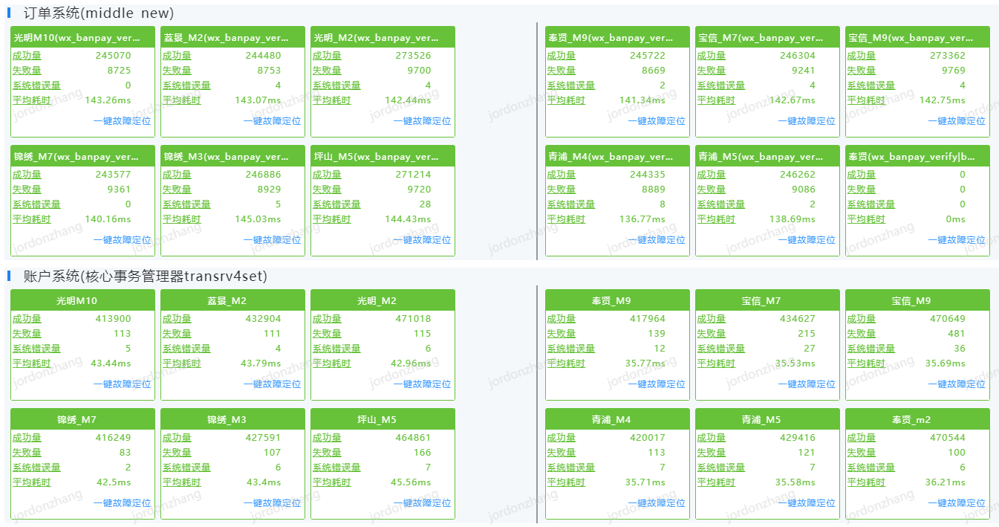 订单系统(middle new)
光明M10(wx_banpay_ver... 荔景_M2(wx_banpay_ver... 光明_M2(wx_banpay_ver... 奉贤_M9(wx_banpay_ver... 宝信_M7(wx_banpay_ver... 宝信_M9(wx_banpay_ver...
成功量 245070 成功量 244480 成功量 273526 成功量 245722 成功量 246304 成功量 273362
失败量 8725 失败量 8753 失败量 9700 失败量 8669 失败量 9241 失败量 9769
系统错误量 0 系统错误量 4 系统错误量 4 系统错误量 2 系统错误量 4 系统错误量 4
平均耗时 143.26ms 平均耗时 143.07ms 平均耗时 142.44ms 平均耗时 141.34ms 平均耗时 142.67ms 平均耗时 142.75ms
一键故障定位 一键故障定位 一键故障定位 一键故障定位 一键故障定位 一键故障定位
锦绣_M7(wx_banpay_ver... 锦绣_M3(wx_banpay_ver... 坪山_M5(wx_banpay_ver... 青浦_M4(wx_banpay_ver... 青浦_M5(wx_banpay_ver... 奉贤(wx_banpay_verify|b...
成功量 243577 成功量 246886 成功量 271214 成功量 244335 成功量 246262 成功量 0
失败量 9361 失败量 8929 失败量 9720 失败量 8889 失败量 9086 失败量 0
系统错误量 0 系统错误量 5 系统错误量 28 系统错误量 8 系统错误量 2 系统错误量 0
平均耗时 140.16ms 平均耗时 145.03ms 平均耗时 144.43ms 平均耗时 136.77ms 平均耗时 138.69ms 平均耗时 0ms
一键故障定位 一键故障定位 一键故障定位 一键故障定位 一键故障定位 一键故障定位
账户系统(核心事务管理器transrv4set)
光明M10 荔景_M2 光明_M2 奉贤_M9 宝信_M7 宝信_M9
成功量 413900 成功量 432904 成功量 471018 成功量 417964 成功量 434627 成功量 470649
失败量 113 失败量 111 失败量 115 失败量 139 失败量 215 失败量 481
系统错误量 5 系统错误量 4 系统错误量 6 系统错误量 12 系统错误量 27 系统错误量 36
平均耗时 43.44ms 平均耗时 43.79ms 平均耗时 42.96ms 平均耗时 35.77ms 平均耗时 35.53ms 平均耗时 35.69ms
一键故障定位 一键故障定位 一键故障定位 一键故障定位 一键故障定位 一键故障定位
锦绣_M7 锦绣_M3 坪山_M5 青浦_M4 青浦_M5 奉贤_m2
成功量 416249 成功量 427591 成功量 464861 成功量 420017 成功量 429416 成功量 470544
失败量 83 失败量 107 失败量 166 失败量 113 失败量 121 失败量 100
系统错误量 2 系统错误量 6 系统错误量 7 系统错误量 7 系统错误量 7 系统错误量 6
平均耗时 42.5ms 平均耗时 43.4ms 平均耗时 45.56ms 平均耗时 35.71ms 平均耗时 35.58ms 平均耗时 36.21ms
一键故障定位 一键故障定位 一键故障定位 一键故障定位 一键故障定位 一键故障定位
jordonzhang